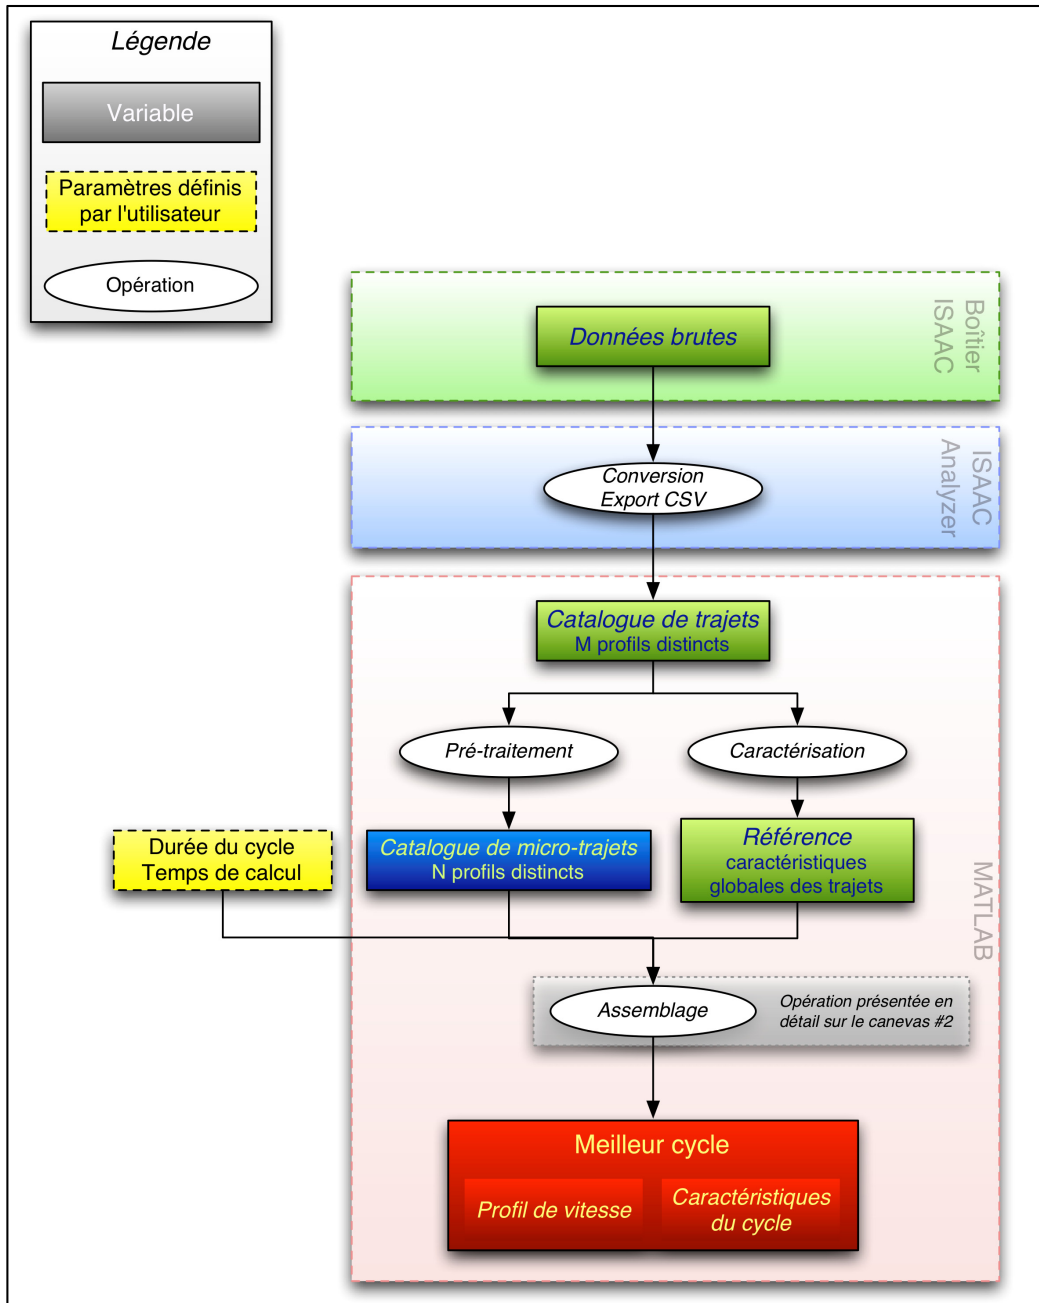 Légende
Variable
Paramètres définis
par l'utilisateur
Opération
Boîtier
ISAAC
Données brutes
ISAAC
Analyzer
Conversion
Export CSV
MATLAB
Catalogue de trajets
M profils distincts
Pré-traitement
Caractérisation
Durée du cycle
Temps de calcul
Catalogue de micro-trajets
N profils distincts
Référence
caractéristiques
globales des trajets
Assemblage
Opération présentée en
détail sur le canevas #2
Meilleur cycle
Profil de vitesse
Caractéristiques
du cycle